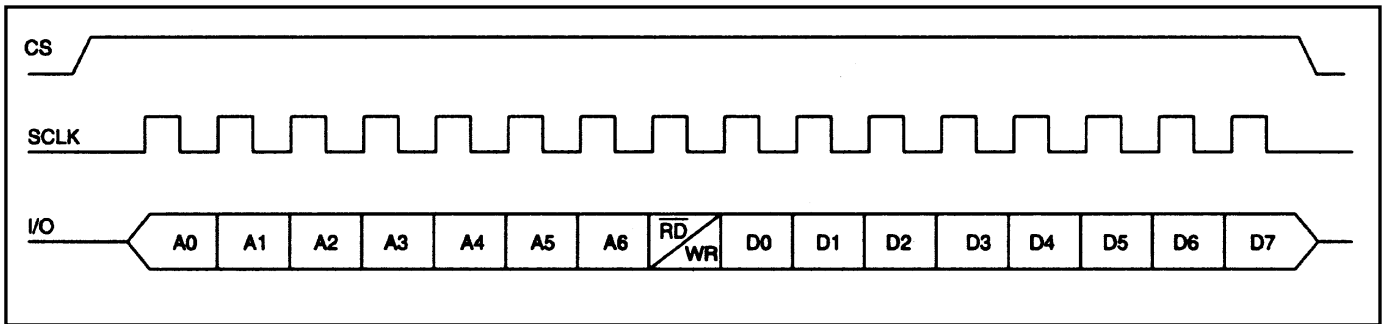 CS
SCLK
I/O
A0 A1 A2 A3 A4 A5 A6 RD WR D0 D1 D2 D3 D4 D5 D6 D7